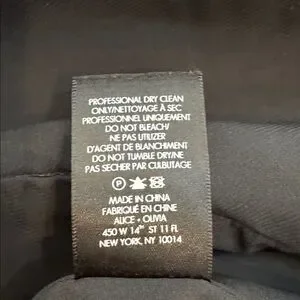 PROFESSIONAL DRY CLEAN
ONLY/NETTOYAGE À SEC
PROFESSIONNEL UNIQUEMENT
DO NOT BLEACH/
NE PAS UTILISER
D'AGENT DE BLANCHIMENT
DO NOT TUMBLE DRY/NE
PAS SÉCHER PAR CULBUTAGE
P
MADE IN CHINA
FABRIQUÉ EN CHINE
ALICE + OLIVIA
450 W 14TH ST 11 FL
NEW YORK, NY 10014